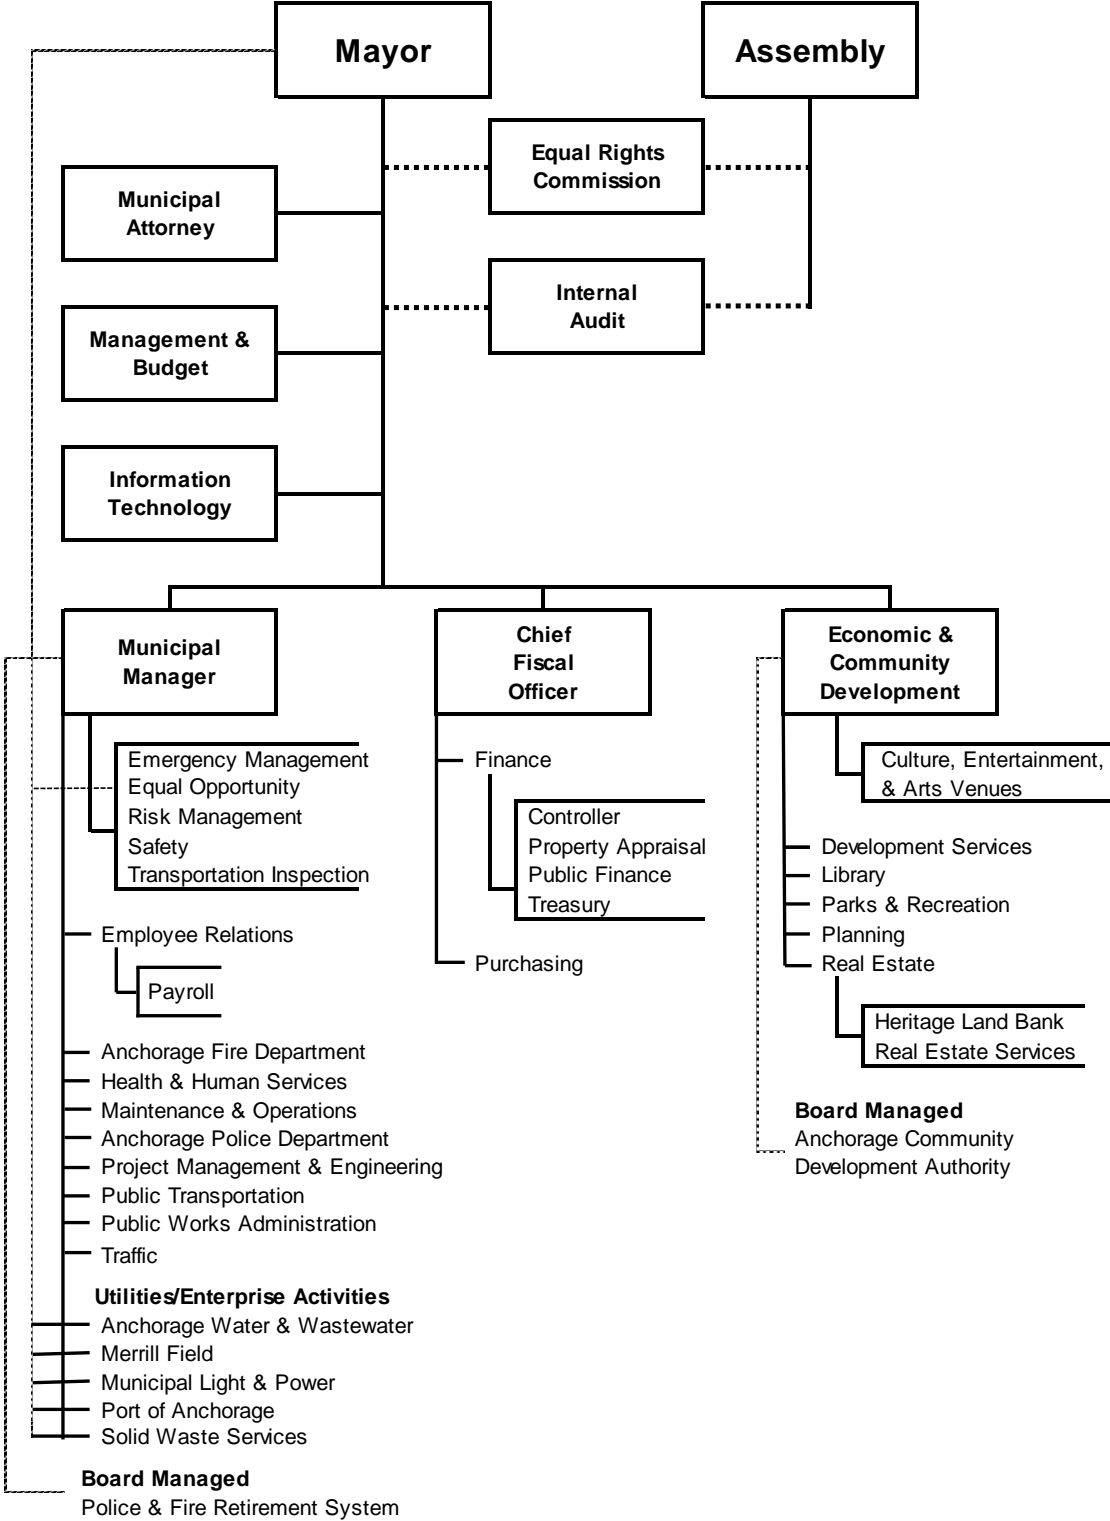 Mayor
Assembly
Equal Rights
Commission
Municipal
Attorney
Internal
Audit
Management &
Budget
Information
Technology
Municipal
Manager
Chief
Fiscal
Officer
Economic &
Community
Development
Emergency Management
Equal Opportunity
Risk Management
Safety
Transportation Inspection
Employee Relations
Payroll
Anchorage Fire Department
Health & Human Services
Maintenance & Operations
Anchorage Police Department
Project Management & Engineering
Public Transportation
Public Works Administration
Traffic
Utilities/Enterprise Activities
Anchorage Water & Wastewater
Merrill Field
Municipal Light & Power
Port of Anchorage
Solid Waste Services
Board Managed
Police & Fire Retirement System
Finance
Controller
Property Appraisal
Public Finance
Treasury
Purchasing
Culture, Entertainment,
& Arts Venues
Development Services
Library
Parks & Recreation
Planning
Real Estate
Heritage Land Bank
Real Estate Services
Board Managed
Anchorage Community
Development Authority